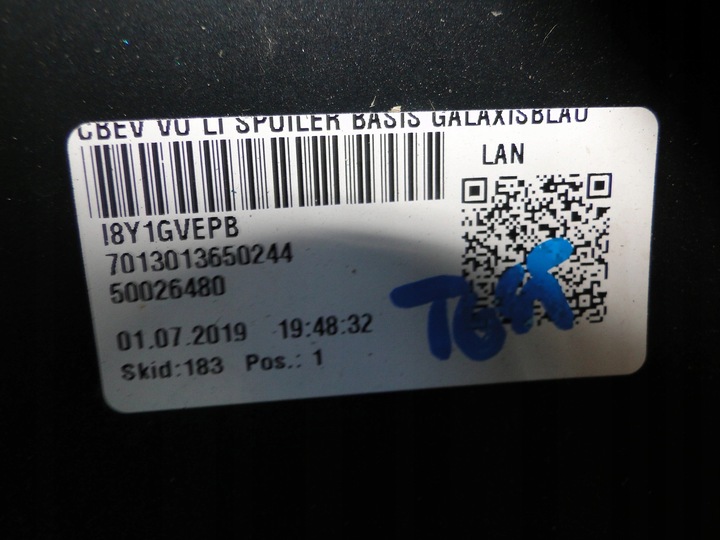 CBEV VU LI SPOILER BASIS GALAXISBLAU
LAN
I8Y1GVEPB
7013013650244
50026480
01.07.2019 19:48:32
Skid:183 Pos.: 1